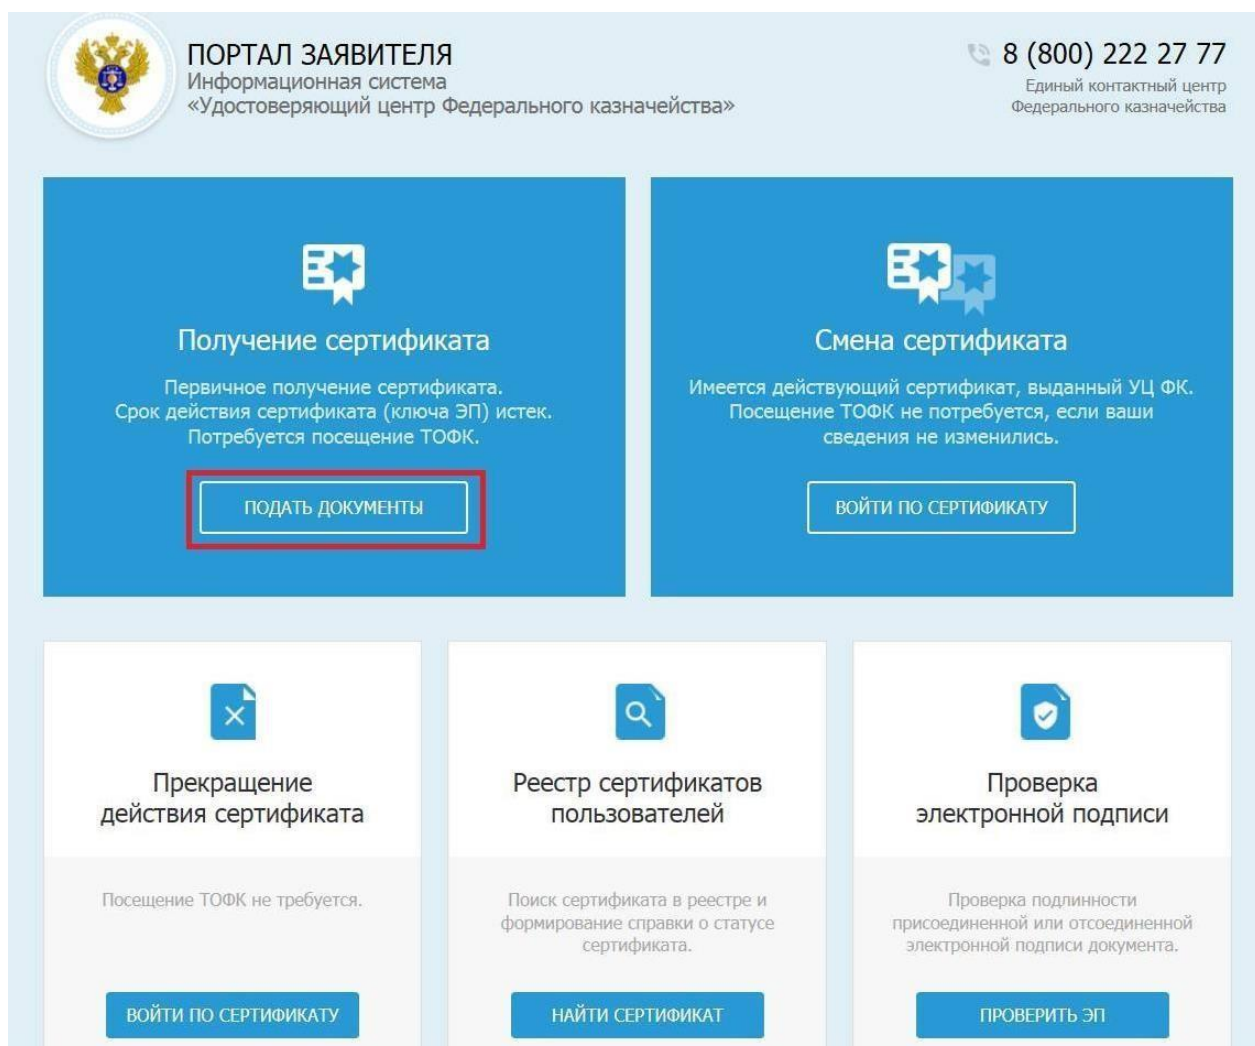 ПОРТАЛ ЗАЯВИТЕЛЯ
Информационная система
«Удостоверяющий центр Федерального казначейства»
8 (800) 222 27 77
Единый контактный центр
Федерального казначейства
Получение сертификата
Первичное получение сертификата.
Срок действия сертификата (ключа ЭП) истек.
Потребуется посещение ТОФК.
ПОДАТЬ ДОКУМЕНТЫ
Смена сертификата
Имеется действующий сертификат, выданный УЦ ФК.
Посещение ТОФК не потребуется, если ваши
сведения не изменились.
ВОЙТИ ПО СЕРТИФИКАТУ
Прекращение
действия сертификата
Посещение ТОФК не требуется.
ВОЙТИ ПО СЕРТИФИКАТУ
Реестр сертификатов
пользователей
Поиск сертификата в реестре и
формирование справки о статусе
сертификата.
НАЙТИ СЕРТИФИКАТ
Проверка
электронной подписи
Проверка подлинности
присоединенной или отсоединенной
электронной подписи документа.
ПРОВЕРИТЬ ЭП